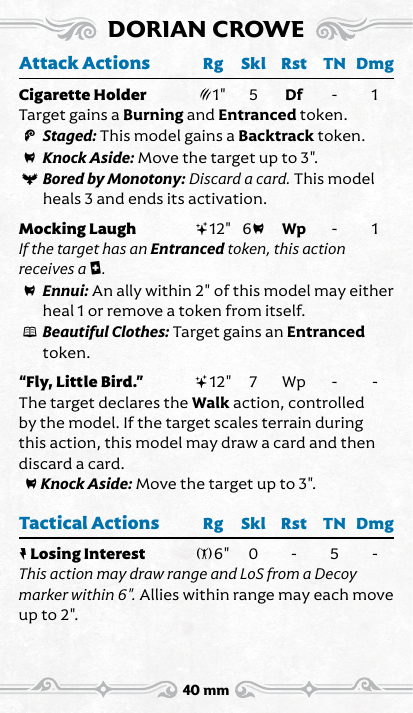 DORIAN CROWE
Attack Actions Rg Skl Rst TN Dmg
Cigarette Holder 1" 5 Df - 1
Target gains a Burning and Entranced token.
Staged: This model gains a Backtrack token.
Knock Aside: Move the target up to 3".
Bored by Monotony: Discard a card. This model
heals 3 and ends its activation.
Mocking Laugh 12" 6 Wp - 1
If the target has an Entranced token, this action
receives a .
Ennui: An ally within 2" of this model may either
heal 1 or remove a token from itself.
Beautiful Clothes: Target gains an Entranced
token.
“Fly, Little Bird.” 12" 7 Wp - -
The target declares the Walk action, controlled
by the model. If the target scales terrain during
this action, this model may draw a card and then
discard a card.
Knock Aside: Move the target up to 3".
Tactical Actions Rg Skl Rst TN Dmg
Losing Interest 6" 0 - 5 -
This action may draw range and LoS from a Decoy
marker within 6". Allies within range may each move
up to 2".
40 mm